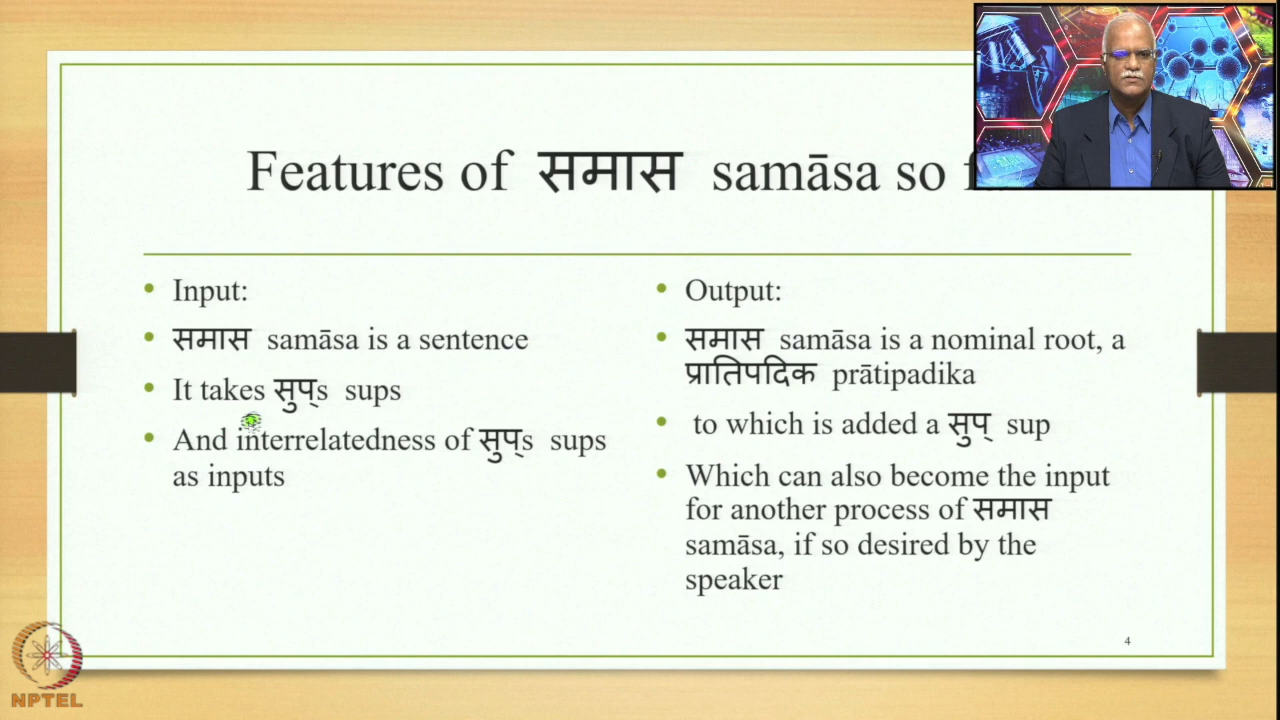 Features of समास samāsa so
Input:
समास samāsa is a sentence
It takes सुप्s sups
And interrelatedness of सुप्s sups
as inputs
Output:
समास samāsa is a nominal root, a
प्रातिपदिक prātipadika
to which is added a सुप् sup
Which can also become the input
for another process of समास
samāsa, if so desired by the
speaker
4
NPTEL